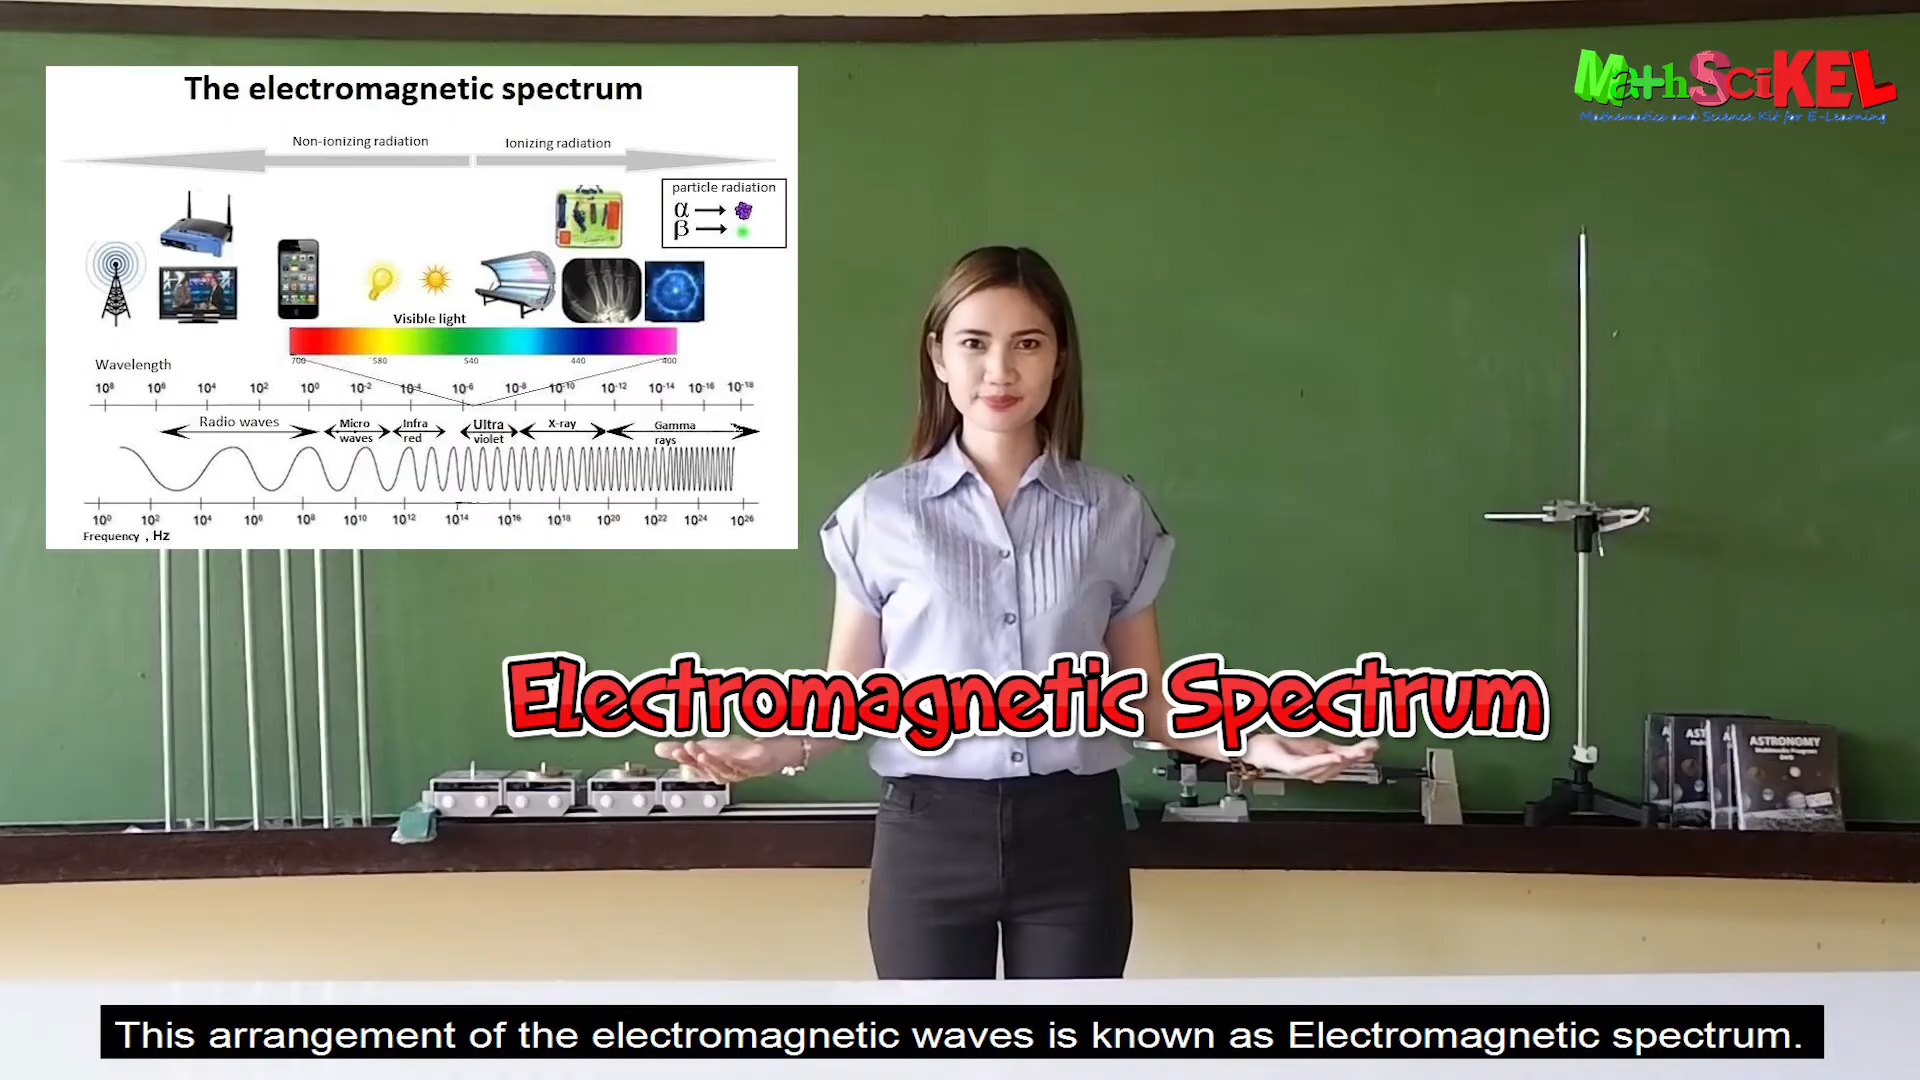 The electromagnetic spectrum
Non-ionizing radiation
Ionizing radiation
particle radiation
α
β
Visible light
700 580 540 440 400
Wavelength
10⁸ 10⁶ 10⁴ 10² 10⁰ 10⁻² 10⁻⁴ 10⁻⁶ 10⁻⁸ 10⁻¹⁰ 10⁻¹² 10⁻¹⁴ 10⁻¹⁶ 10⁻¹⁸
Radio waves
Micro
waves
Infra
red
Ultra
violet
X-ray
Gamma
rays
10⁰ 10² 10⁴ 10⁶ 10⁸ 10¹⁰ 10¹² 10¹⁴ 10¹⁶ 10¹⁸ 10²⁰ 10²² 10²⁴ 10²⁶
Frequency , Hz
MathSciKEL
Mathematics and Science Kit for E-Learning
Electromagnetic Spectrum
ASTRONOMY
Multimedia Program
DVD
This arrangement of the electromagnetic waves is known as Electromagnetic spectrum.